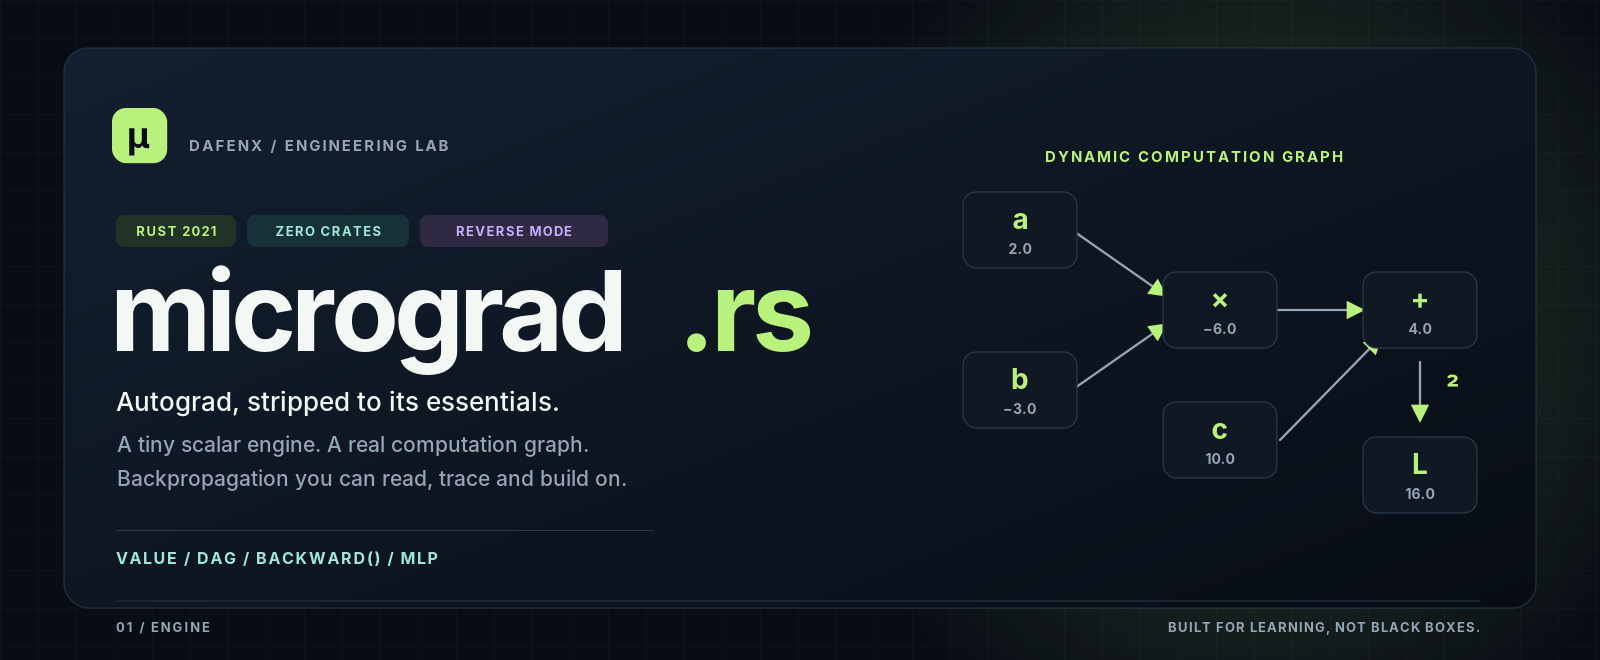 µ
DAFENX / ENGINEERING LAB
RUST 2021
ZERO CRATES
REVERSE MODE
micrograd .rs
Autograd, stripped to its essentials.
A tiny scalar engine. A real computation graph.
Backpropagation you can read, trace and build on.
VALUE / DAG / BACKWARD() / MLP
DYNAMIC COMPUTATION GRAPH
a
2.0
b
−3.0
×
−6.0
c
10.0
+
4.0
²
L
16.0
01 / ENGINE
BUILT FOR LEARNING, NOT BLACK BOXES.